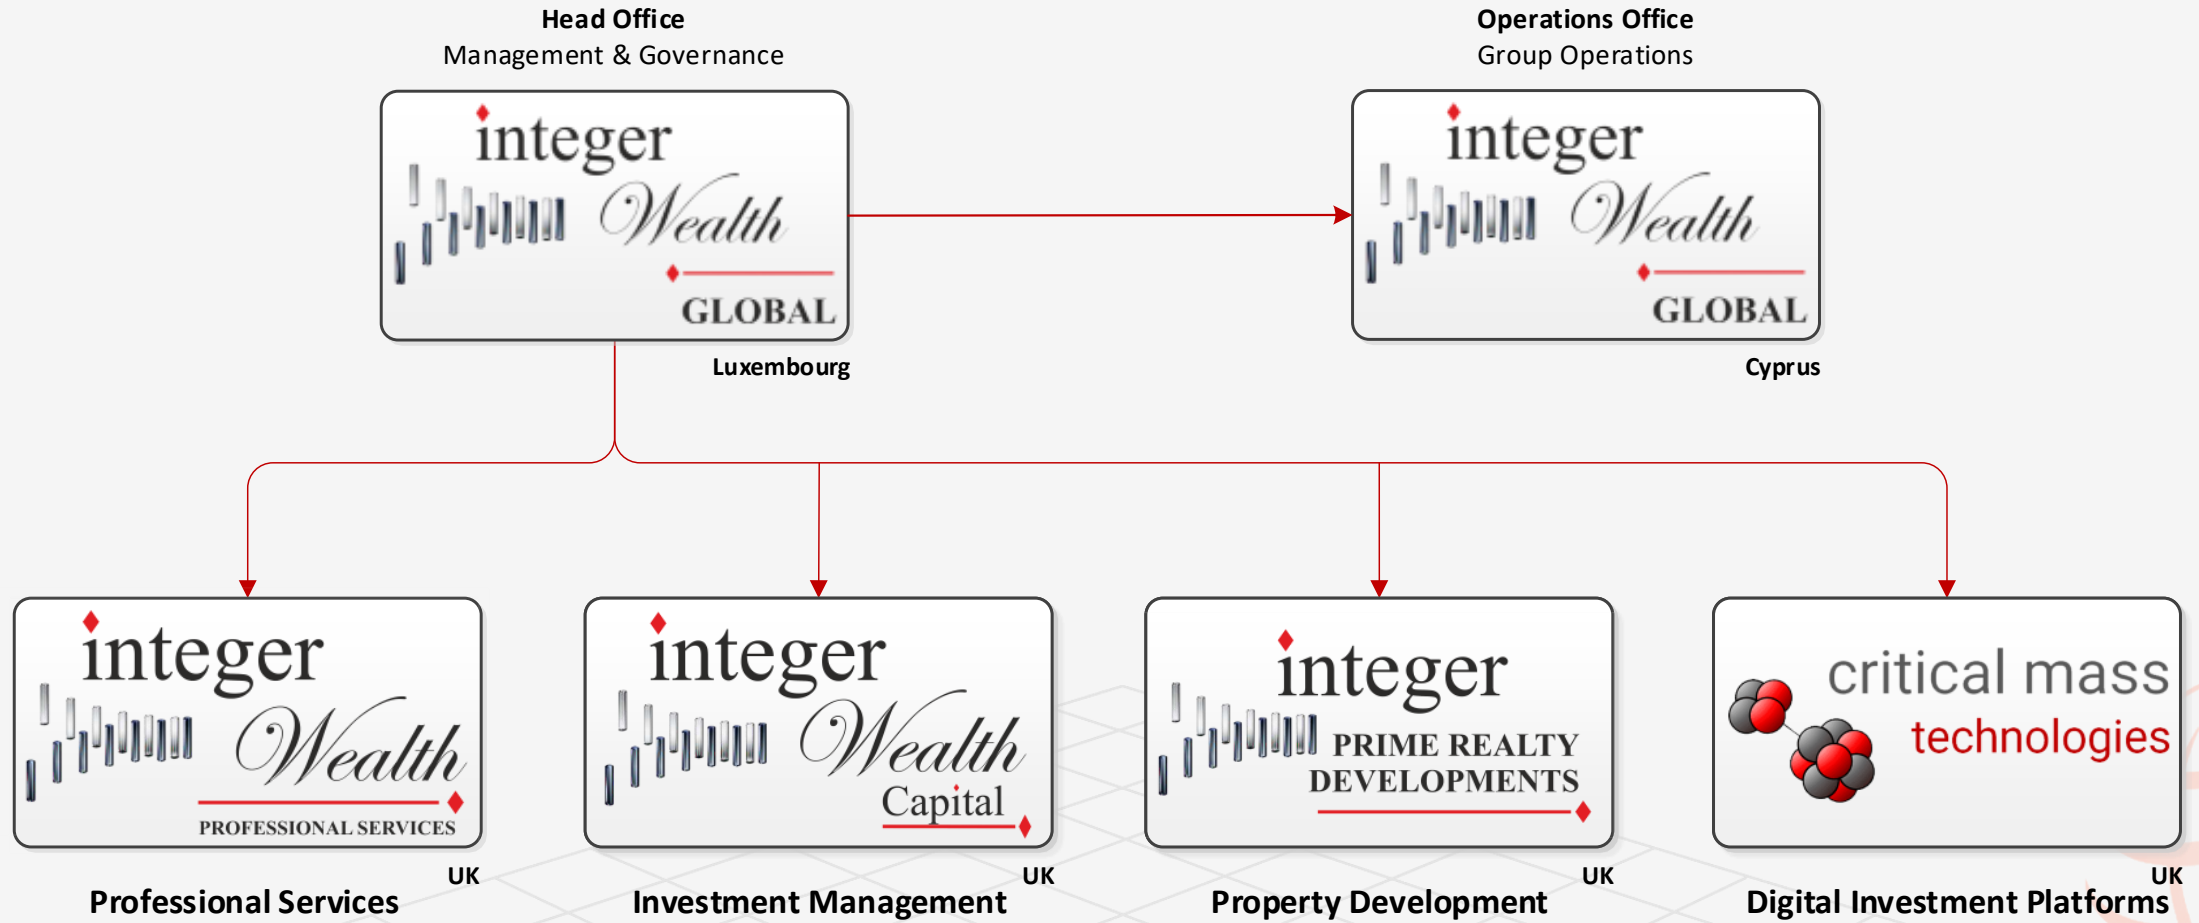 Head Office
Management & Governance
integer
Wealth
GLOBAL
Luxembourg
Operations Office
Group Operations
integer
Wealth
GLOBAL
Cyprus
integer
Wealth
PROFESSIONAL SERVICES
UK
Professional Services
integer
Wealth
Capital
UK
Investment Management
integer
PRIME REALTY
DEVELOPMENTS
UK
Property Development
critical mass
technologies
UK
Digital Investment Platforms